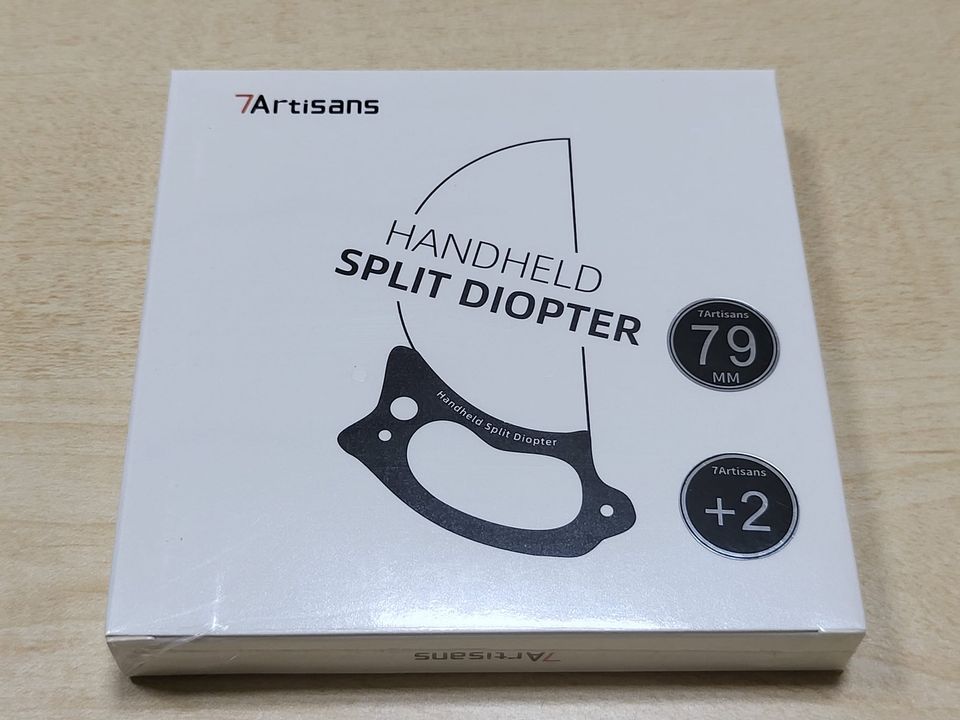 7Artisans
HANDHELD
SPLIT DIOPTER
7Artisans
79
MM
Handheld Split Diopter
7Artisans
+2
7Artisans